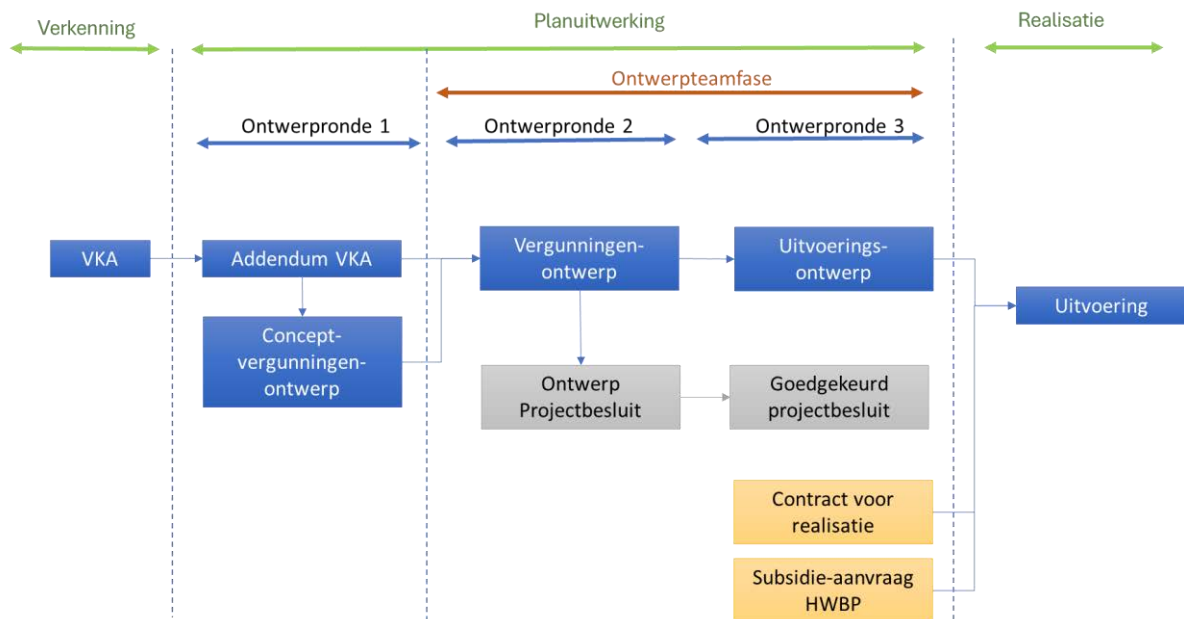 Verkenning
Planuitwerking
Realisatie
Ontwerpteamfase
Ontwerpronde 1
Ontwerpronde 2
Ontwerpronde 3
VKA
Addendum VKA
Vergunningen-
ontwerp
Uitvoerings-
ontwerp
Uitvoering
Concept-
vergunningen-
ontwerp
Ontwerp
Projectbesluit
Goedgekeurd
projectbesluit
Contract voor
realisatie
Subsidie-aanvraag
HWBP